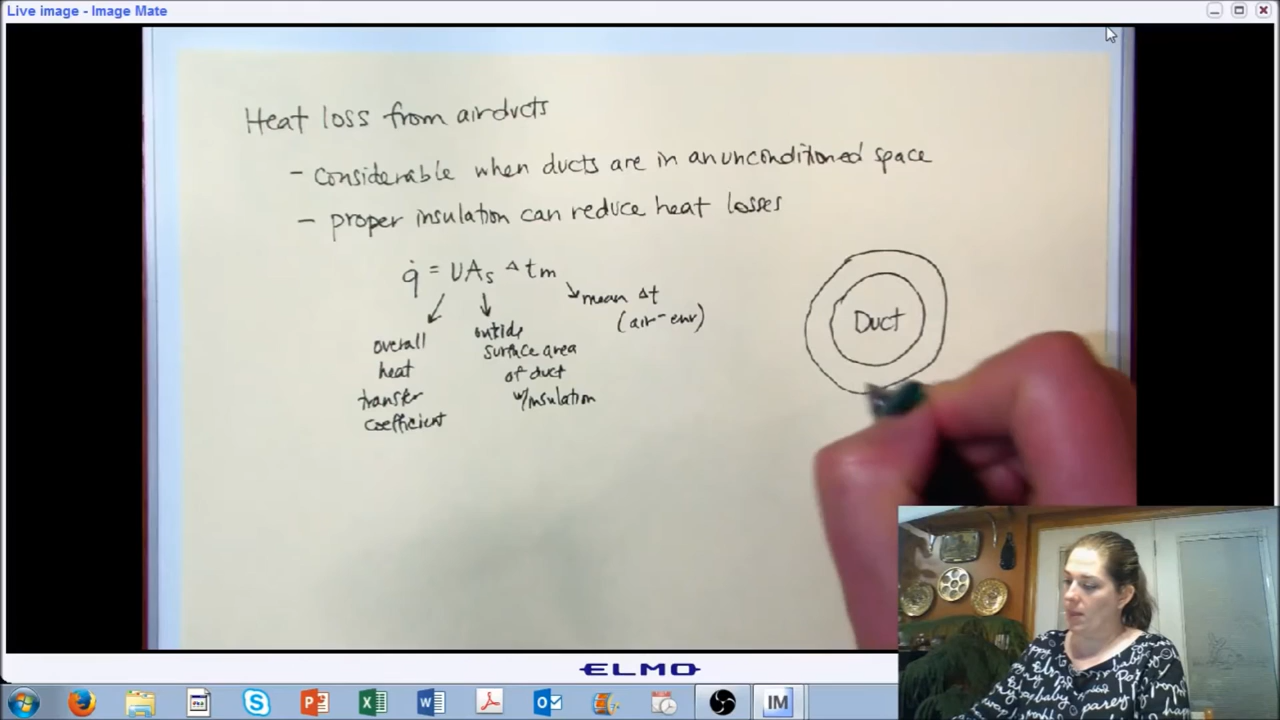 Live image - Image Mate
Heat loss from air ducts
- considerable when ducts are in an unconditioned space
- proper insulation can reduce heat losses
q̇ = UAs Δtm
mean Δt
(air-env)
overall
heat
transfer
coefficient
outside
surface area
of duct
w/insulation
Duct
ELMO